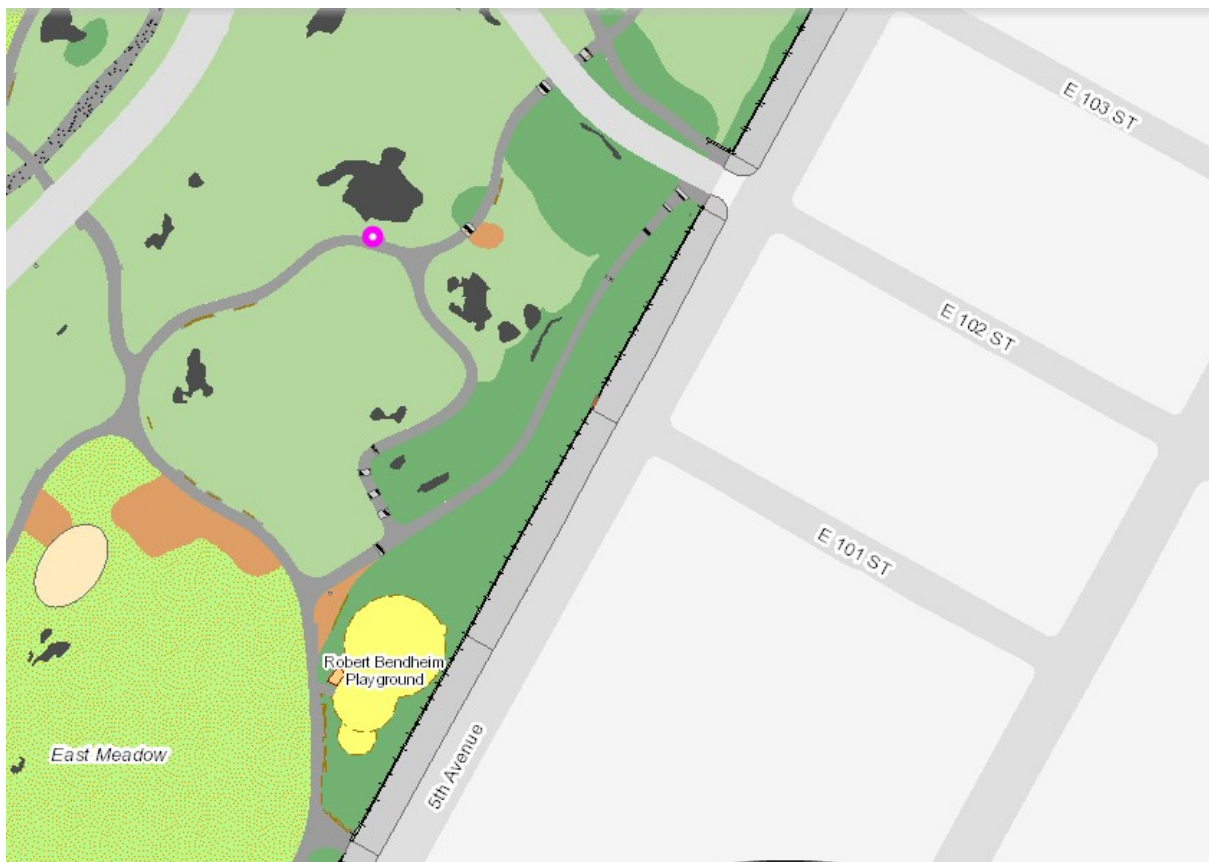 E 103 ST
E 102 ST
E 101 ST
Robert Bendheim
Playground
East Meadow
5th Avenue